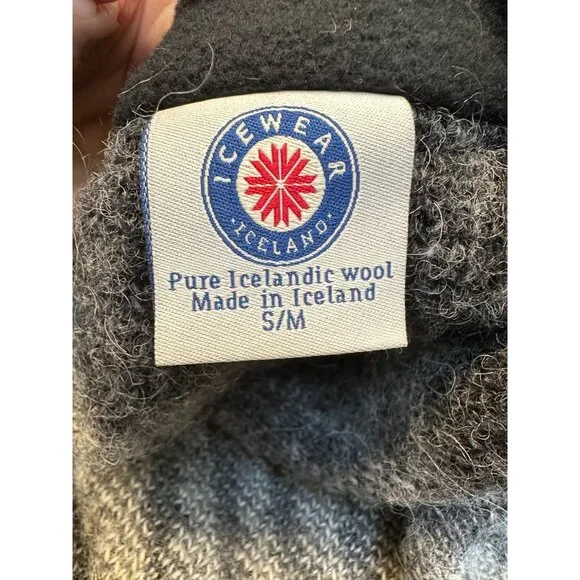 ICEWEAR
· ICELAND ·
Pure Icelandic wool
Made in Iceland
S/M